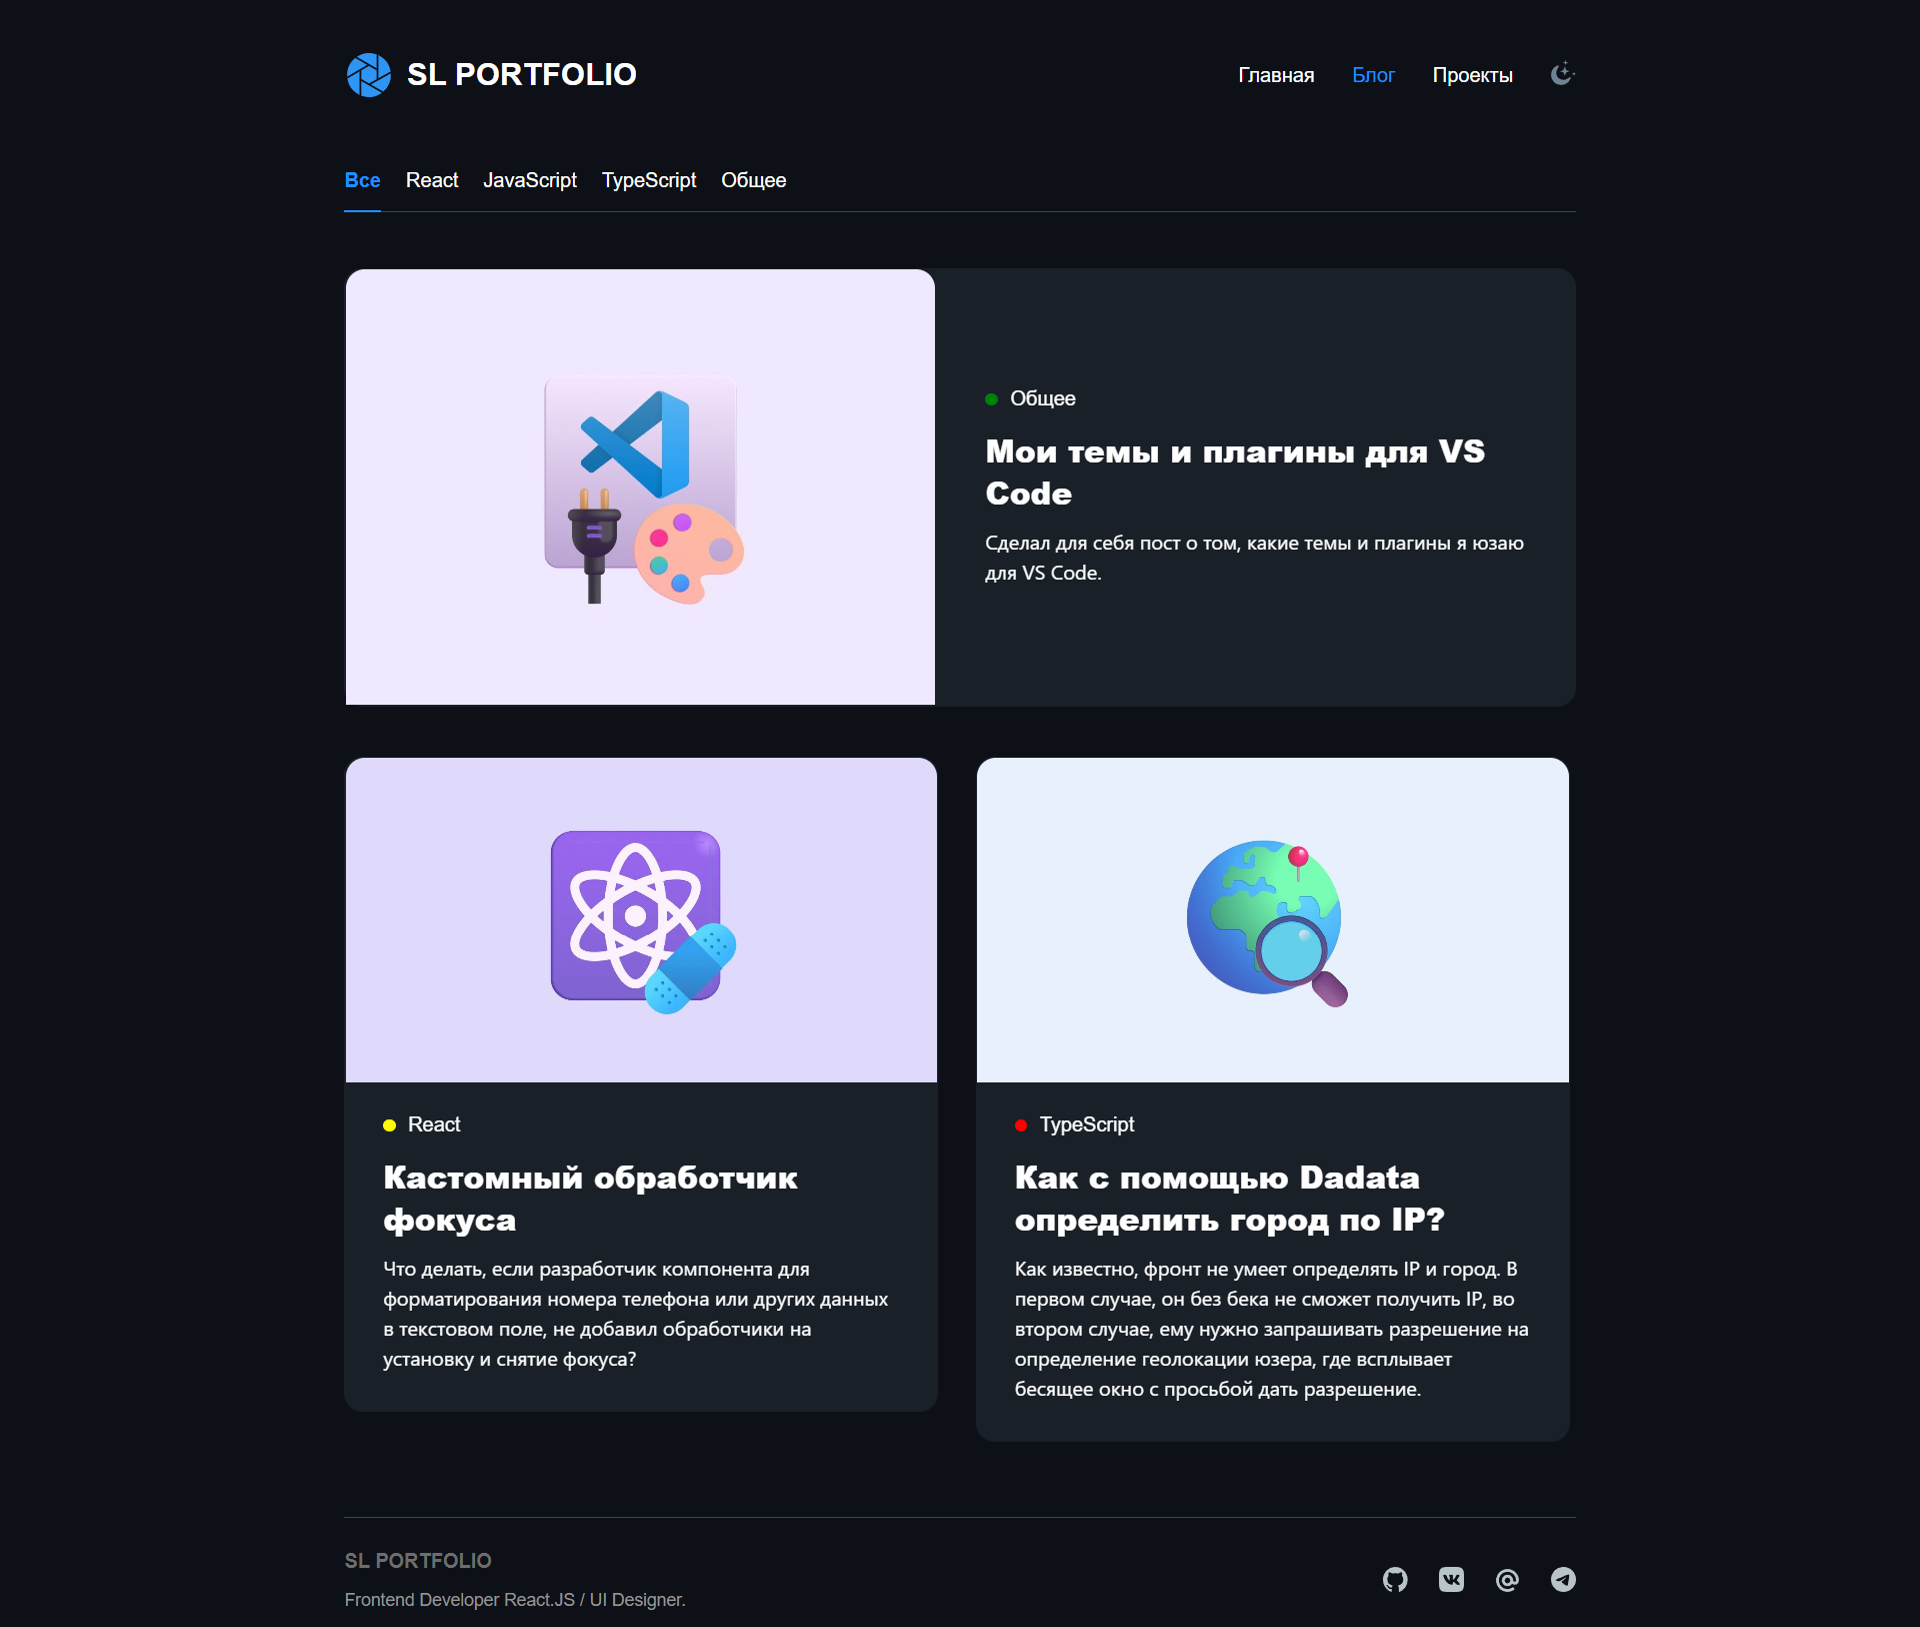 SL PORTFOLIO
Главная Блог Проекты
Все React JavaScript TypeScript Общее
Общее
Мои темы и плагины для VS
Code
Сделал для себя пост о том, какие темы и плагины я юзаю
для VS Code.
React
Кастомный обработчик
фокуса
Что делать, если разработчик компонента для
форматирования номера телефона или других данных
в текстовом поле, не добавил обработчики на
установку и снятие фокуса?
TypeScript
Как с помощью Dadata
определить город по IP?
Как известно, фронт не умеет определять IP и город. В
первом случае, он без бека не сможет получить IP, во
втором случае, ему нужно запрашивать разрешение на
определение геолокации юзера, где всплывает
бесящее окно с просьбой дать разрешение.
SL PORTFOLIO
Frontend Developer React.JS / UI Designer.